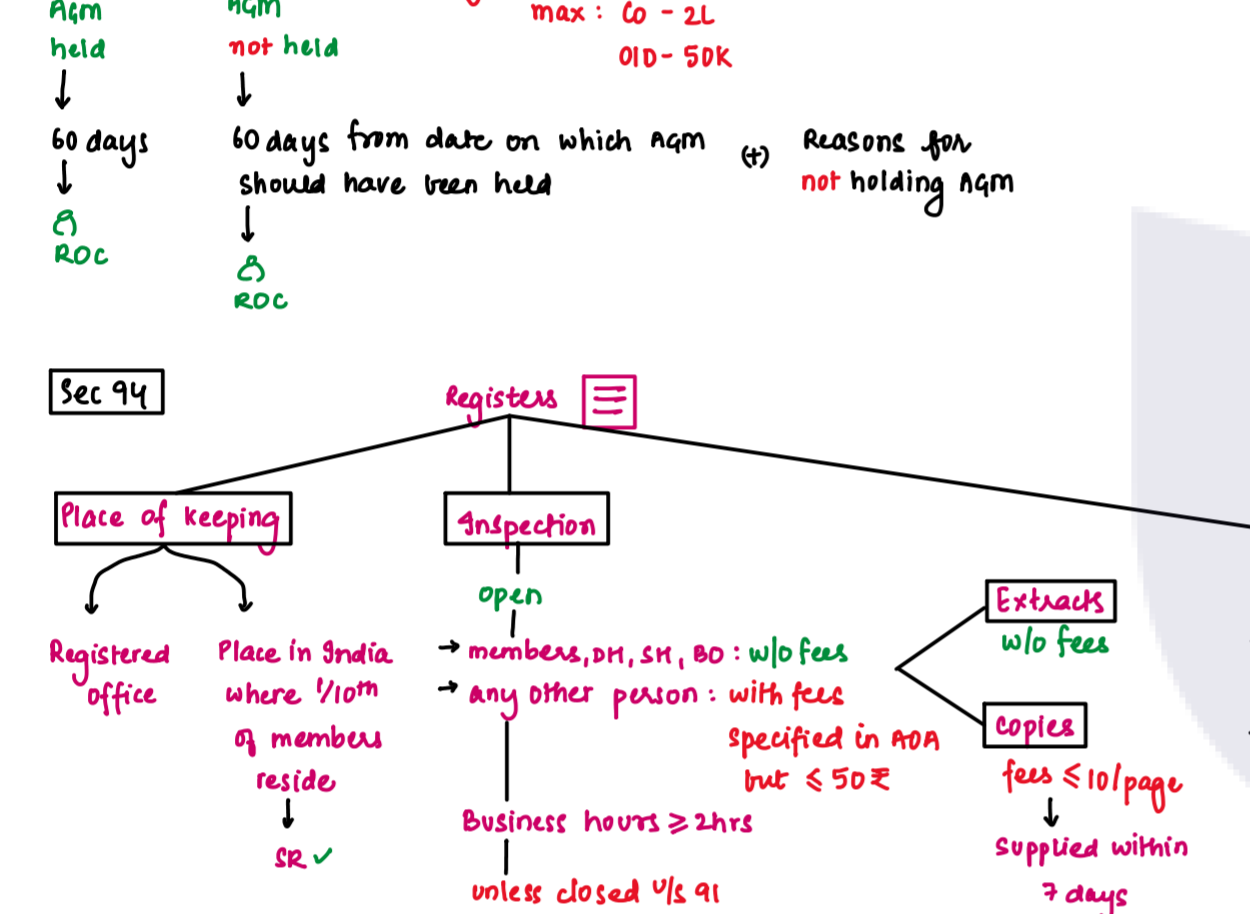 AGM
held
AGM
not held
max : Co - 2L
OID - 50K
60 days
ROC
60 days from date on which AGM
should have been held
ROC
(+)
Reasons for
not holding AGM
Sec 94
Registers
Place of keeping
Registered
office
Place in India
where 1/10th
of members
reside
SR ✓
Inspection
open
→ members, DH, SH, BO : w/o fees
→ any other person : with fees
specified in AOA
but ≤ 50₹
Business hours ≥ 2hrs
unless closed u/s 91
Extracts
w/o fees
Copies
fees ≤ 10/page
Supplied within
7 days